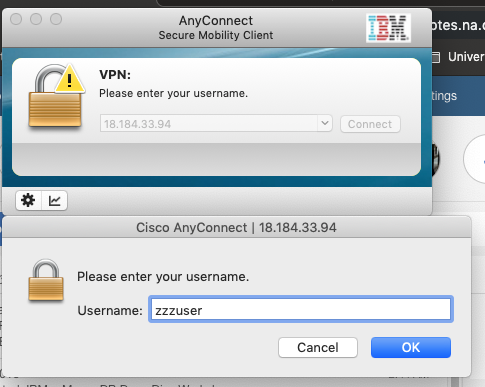 AnyConnect
Secure Mobility Client
IBM
otes.na.
Univer
VPN:
Please enter your username.
18.184.33.94
Connect
tings
Cisco AnyConnect | 18.184.33.94
Please enter your username.
Username: zzzuser
Cancel
OK